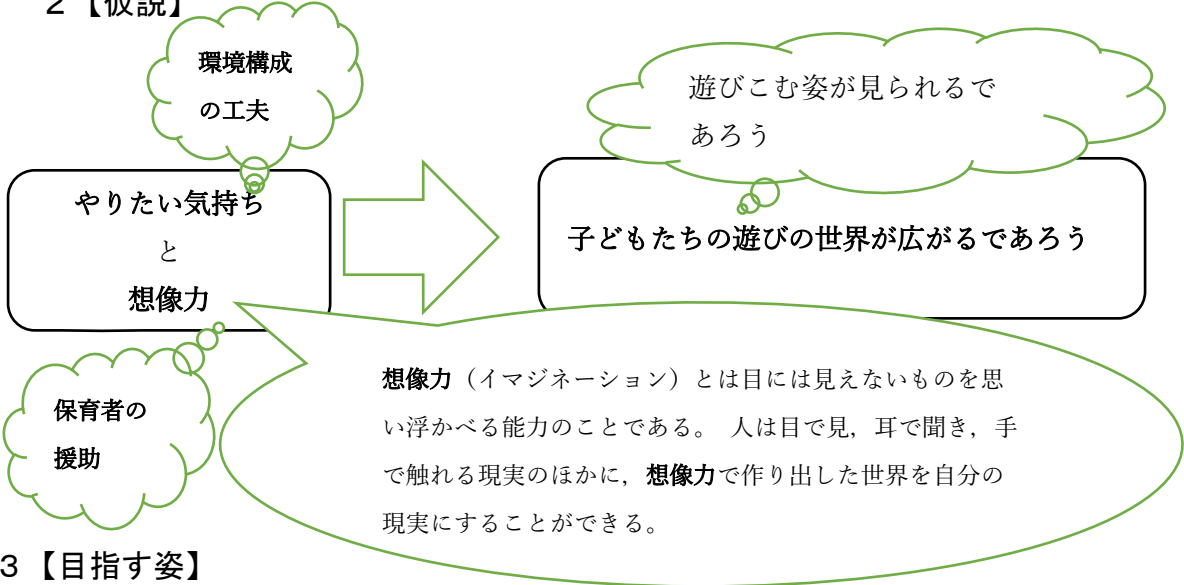 ２【仮説】
環境構成
の工夫
遊びこむ姿が見られるで
あろう
やりたい気持ち
と
想像力
子どもたちの遊びの世界が広がるであろう
保育者の
援助
想像力（イマジネーション）とは目には見えないものを思
い浮かべる能力のことである。 人は目で見，耳で聞き，手
で触れる現実のほかに，想像力で作り出した世界を自分の
現実にすることができる。
３【目指す姿】